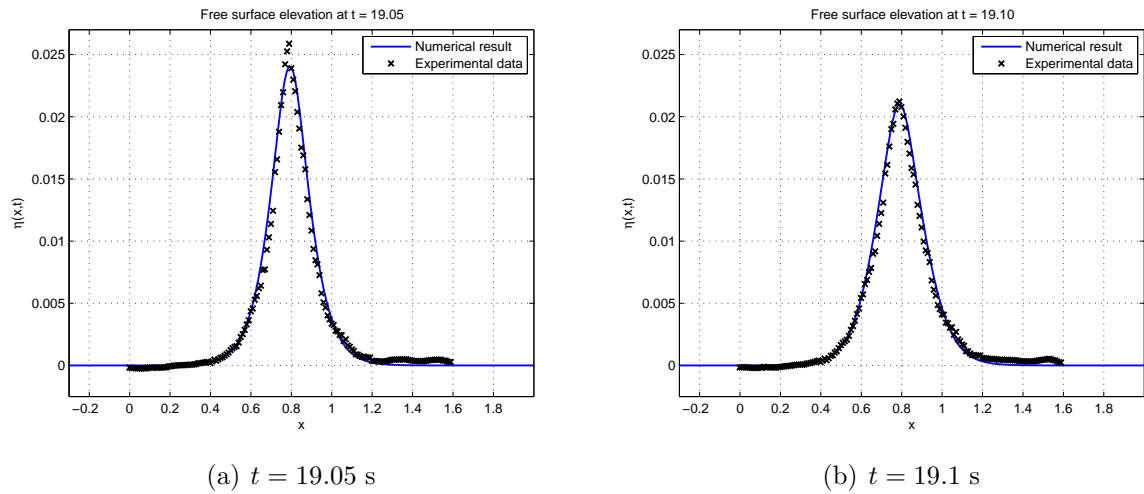 Free surface elevation at t = 19.05
Numerical result
Experimental data
0.025
0.02
0.015
0.01
0.005
0
η(x,t)
−0.2 0 0.2 0.4 0.6 0.8 1 1.2 1.4 1.6 1.8
x
(a) t = 19.05 s
Free surface elevation at t = 19.10
Numerical result
Experimental data
0.025
0.02
0.015
0.01
0.005
0
η(x,t)
−0.2 0 0.2 0.4 0.6 0.8 1 1.2 1.4 1.6 1.8
x
(b) t = 19.1 s